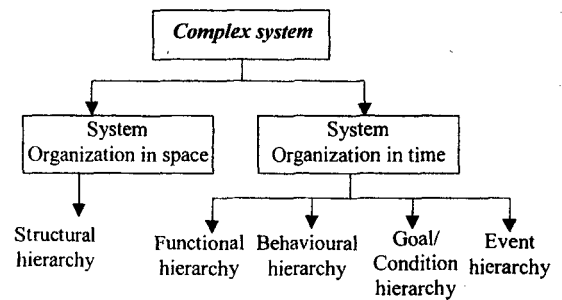 Complex system
System
Organization in space
System
Organization in time
Structural
hierarchy
Functional
hierarchy
Behavioural
hierarchy
Goal/
Condition
hierarchy
Event
hierarchy